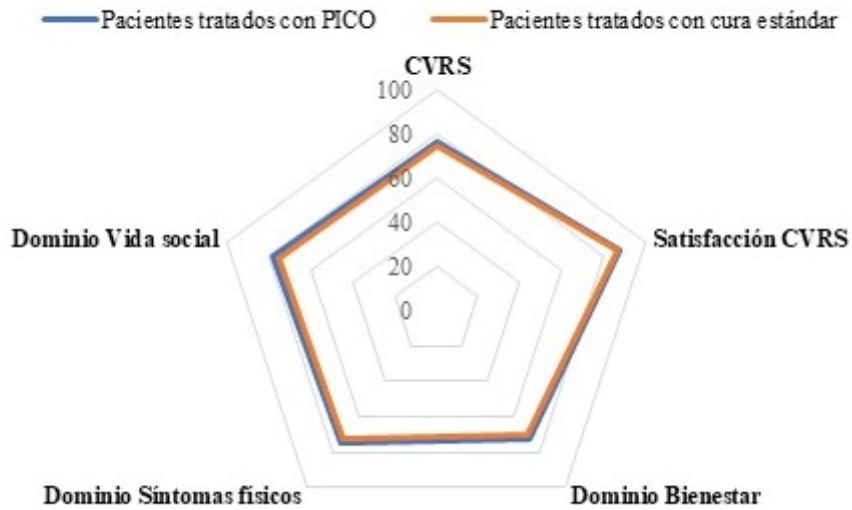 Pacientes tratados con PICO
Pacientes tratados con cura estándar
CVRS
100
80
60
40
20
0
Dominio Vida social
Satisfacción CVRS
Dominio Síntomas físicos
Dominio Bienestar